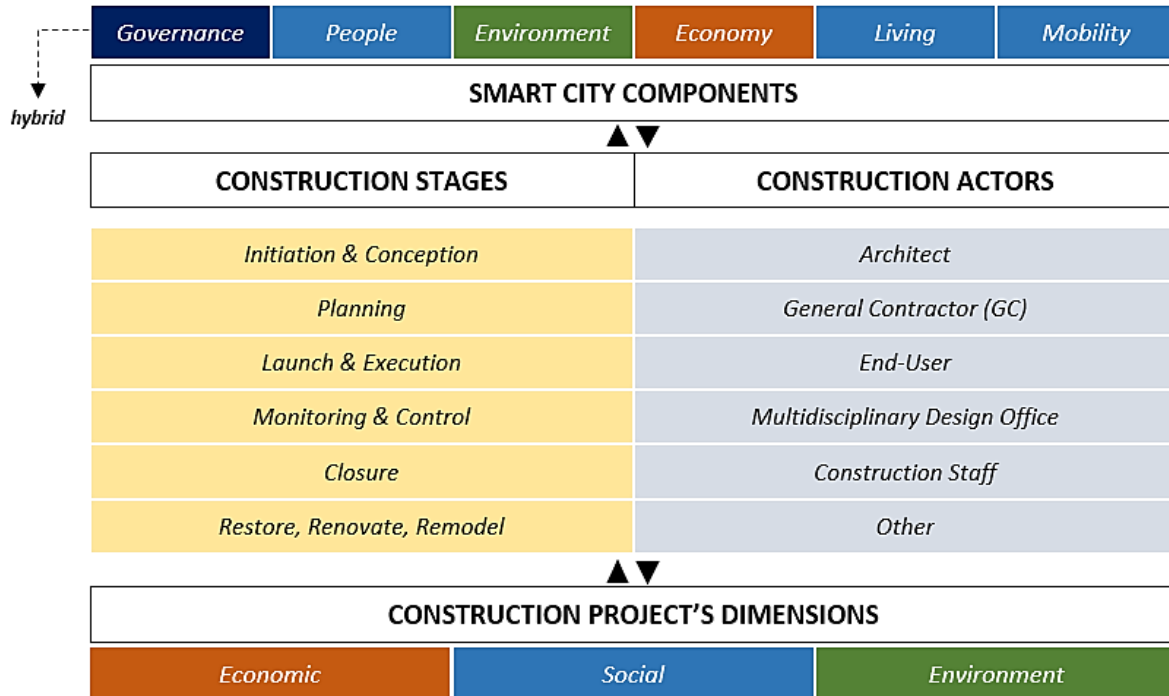 Governance People Environment Economy Living Mobility
SMART CITY COMPONENTS
hybrid
CONSTRUCTION STAGES CONSTRUCTION ACTORS
Initiation & Conception Architect
Planning General Contractor (GC)
Launch & Execution End-User
Monitoring & Control Multidisciplinary Design Office
Closure Construction Staff
Restore, Renovate, Remodel Other
CONSTRUCTION PROJECT’S DIMENSIONS
Economic Social Environment